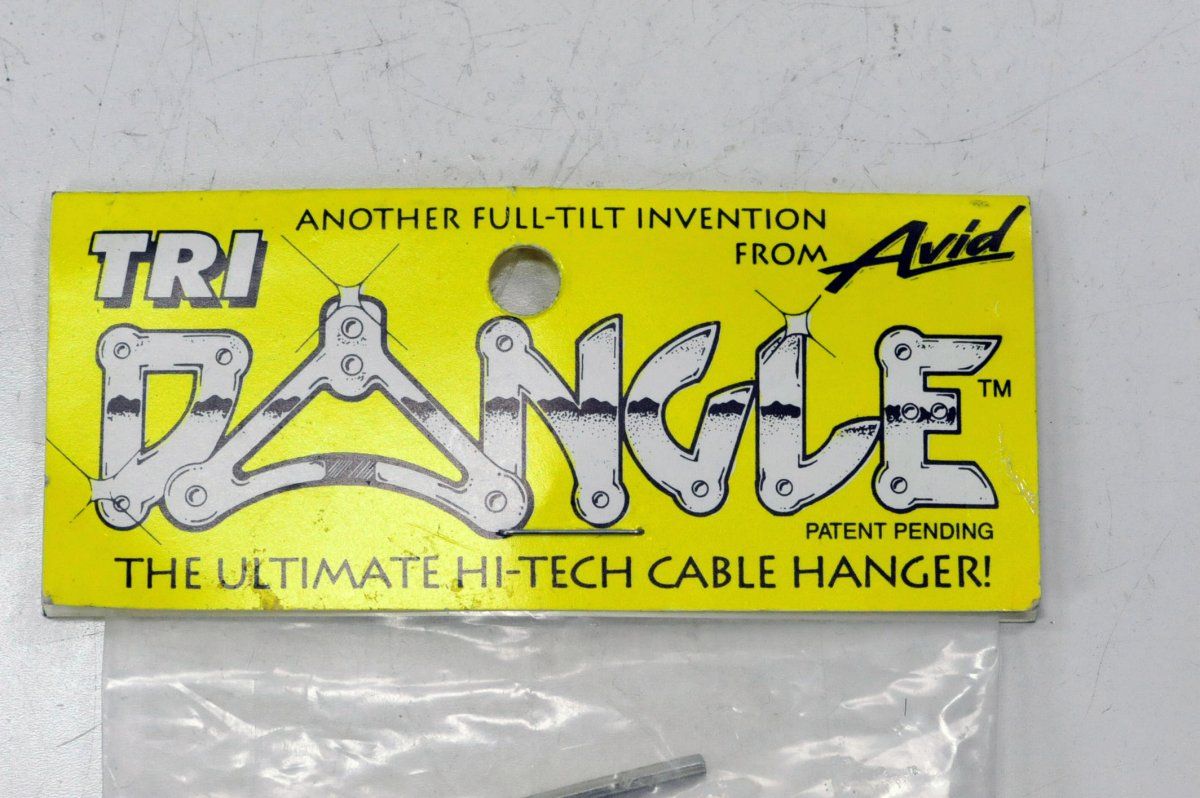 ANOTHER FULL-TILT INVENTION
FROM Avid
TRI
DANGLE™
PATENT PENDING
THE ULTIMATE HI-TECH CABLE HANGER!